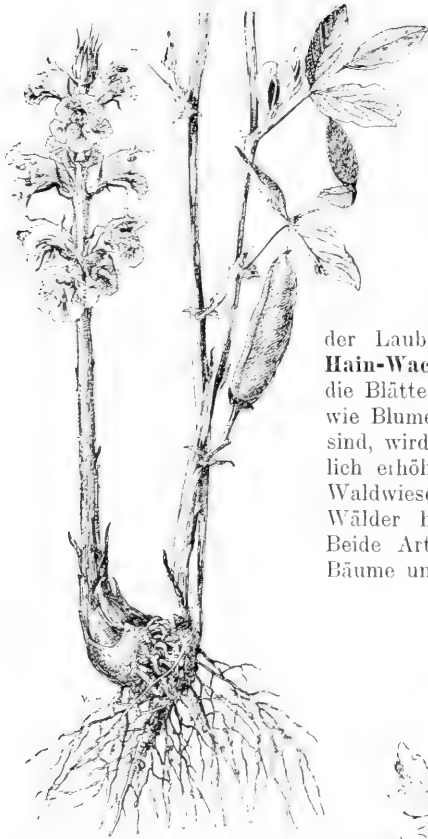 der Laub
Hain-Wac
die Blätte
wie Blume
sind, wird
lich erhöh
Waldwiese
Wälder h
Beide Art
Bäume un